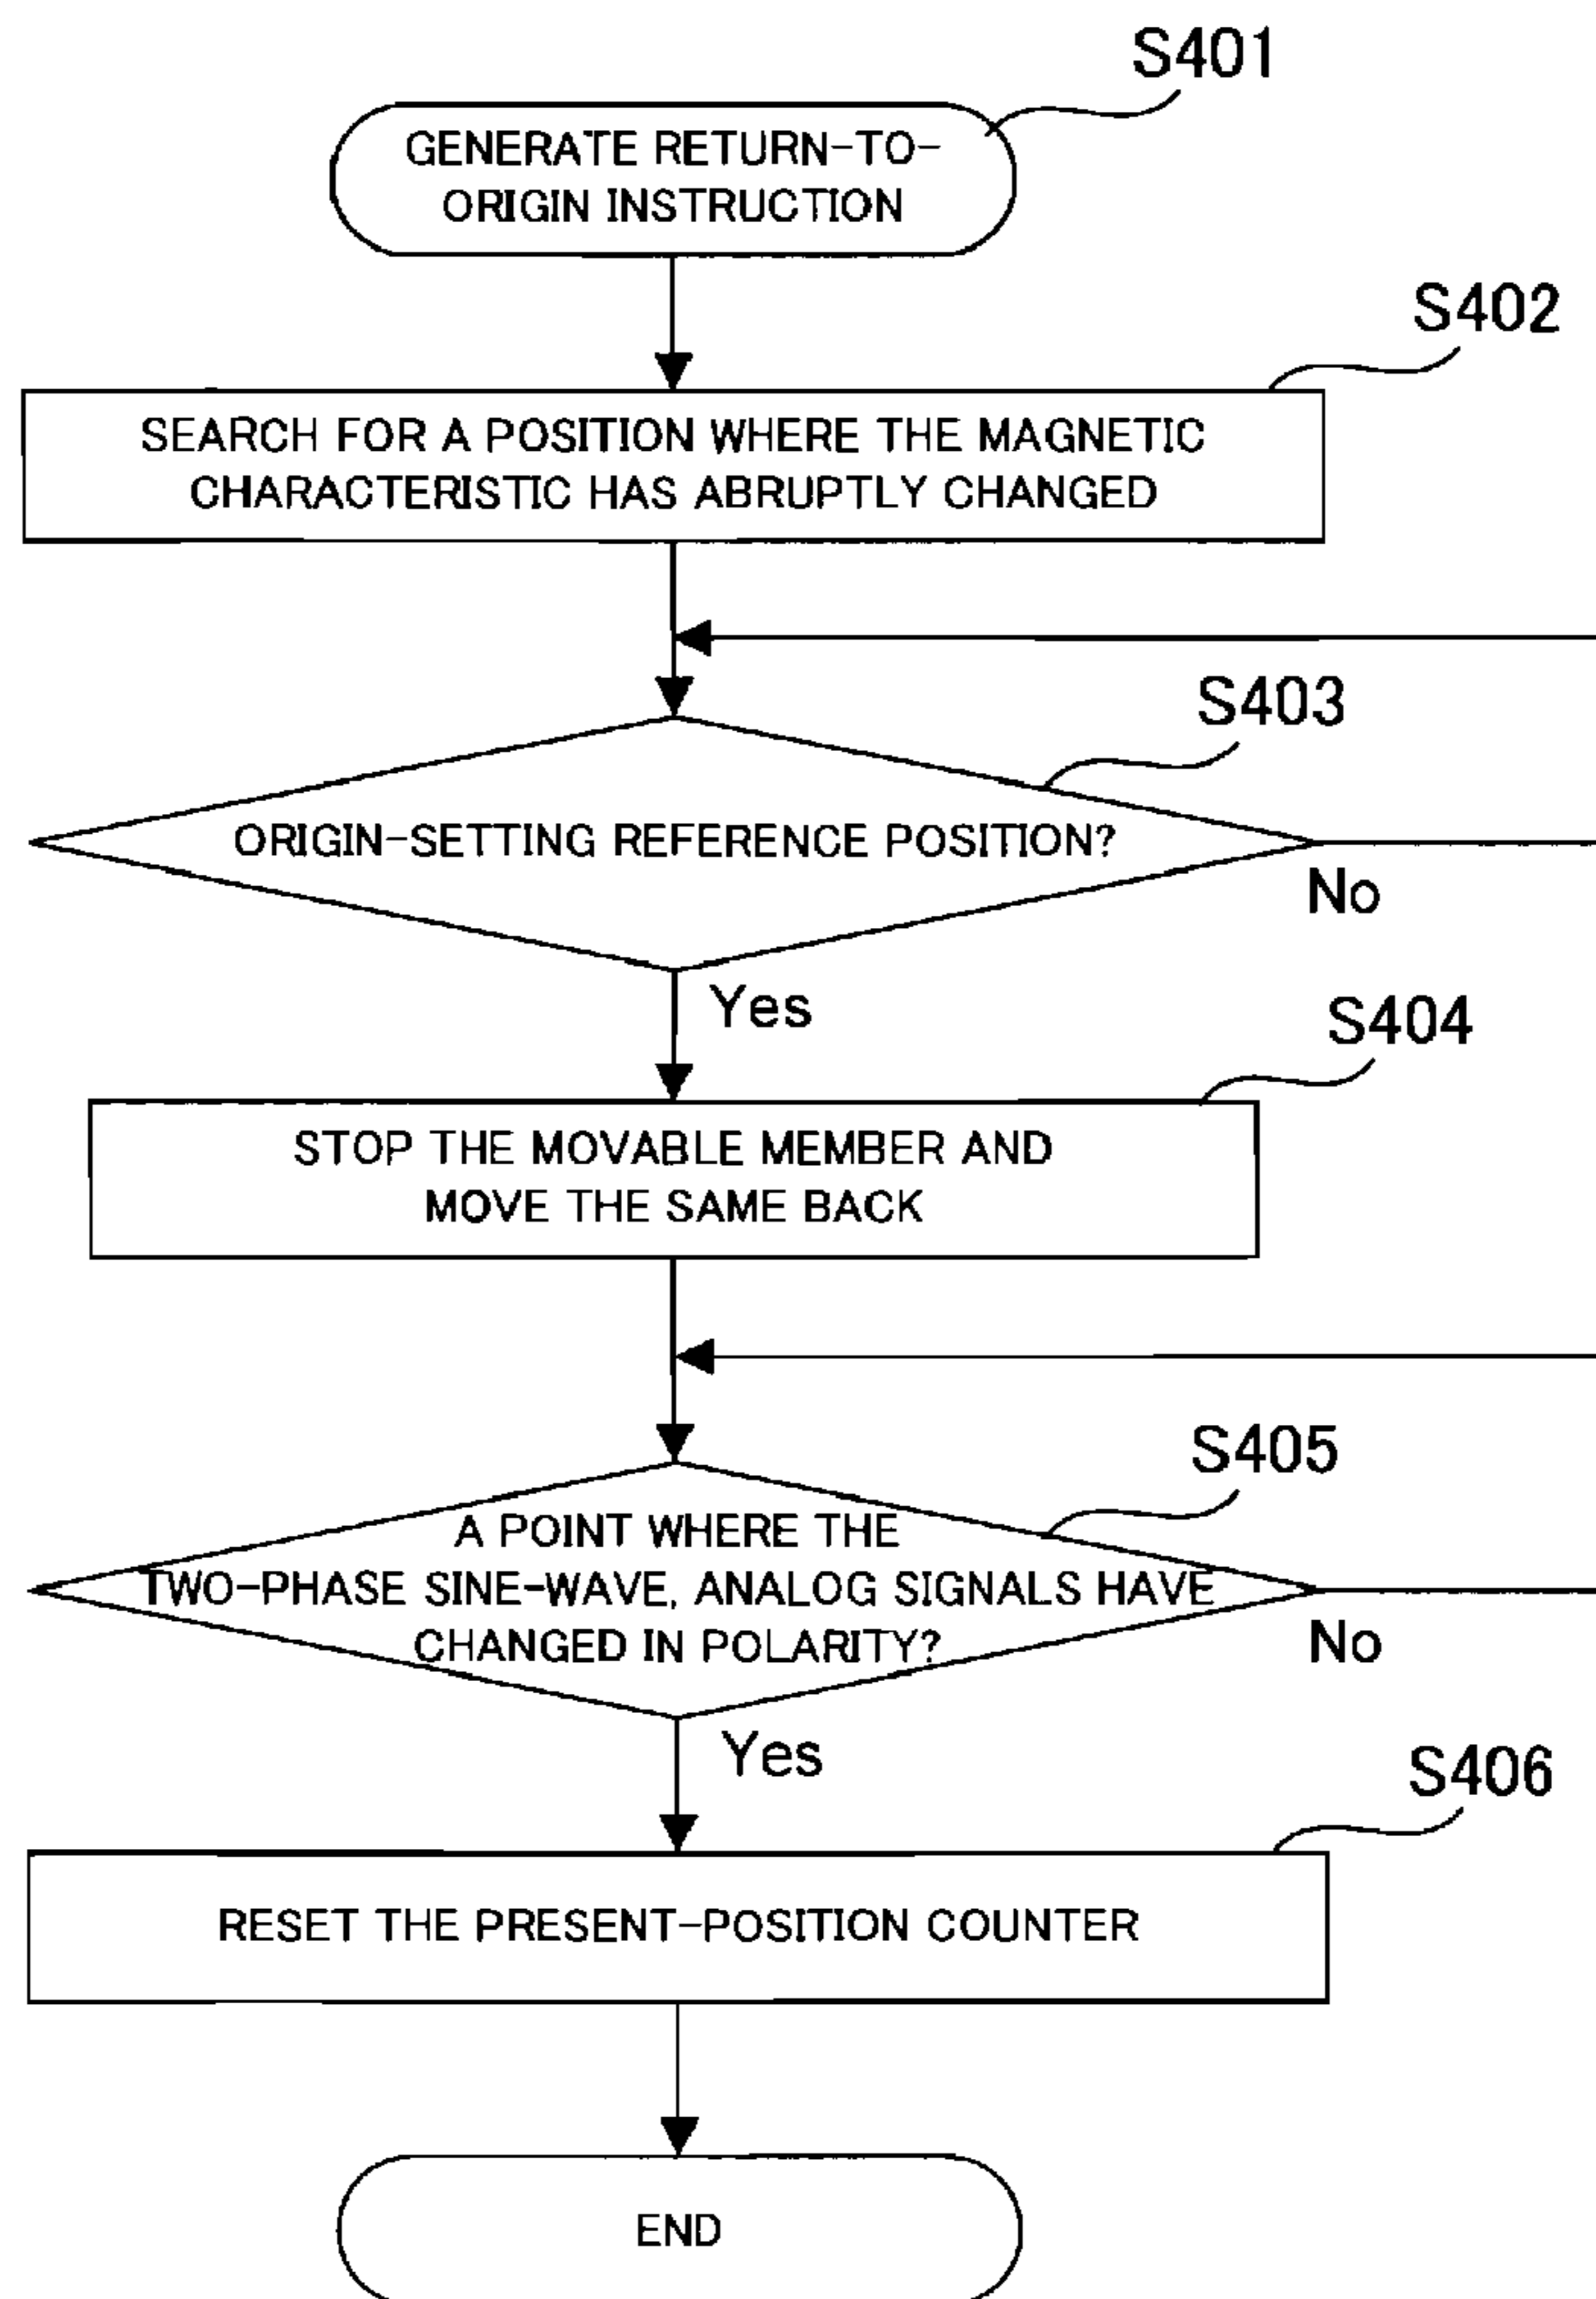 S401
GENERATE RETURN-TO-
ORIGIN INSTRUCTION
S402
SEARCH FOR A POSITION WHERE THE MAGNETIC
CHARACTERISTIC HAS ABRUPTLY CHANGED
S403
ORIGIN-SETTING REFERENCE POSITION?
No
Yes
S404
STOP THE MOVABLE MEMBER AND
MOVE THE SAME BACK
S405
A POINT WHERE THE
TWO-PHASE SINE-WAVE, ANALOG SIGNALS HAVE
CHANGED IN POLARITY?
No
Yes
S406
RESET THE PRESENT-POSITION COUNTER
END